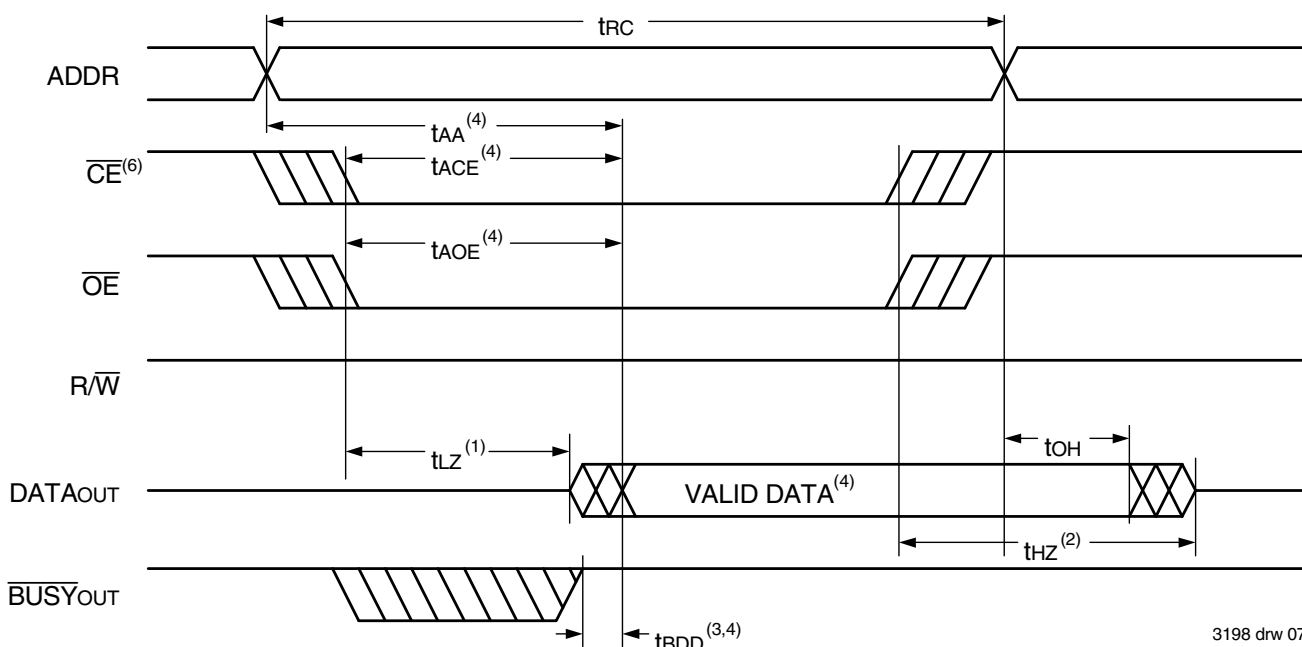 tRC
ADDR
tAA(4)
CE(6)
tACE(4)
tAOE(4)
OE
R/W
tLZ(1)
tOH
DATAOUT
VALID DATA(4)
tHZ(2)
BUSYOUT
tBDD(3,4)
3198 drw 07